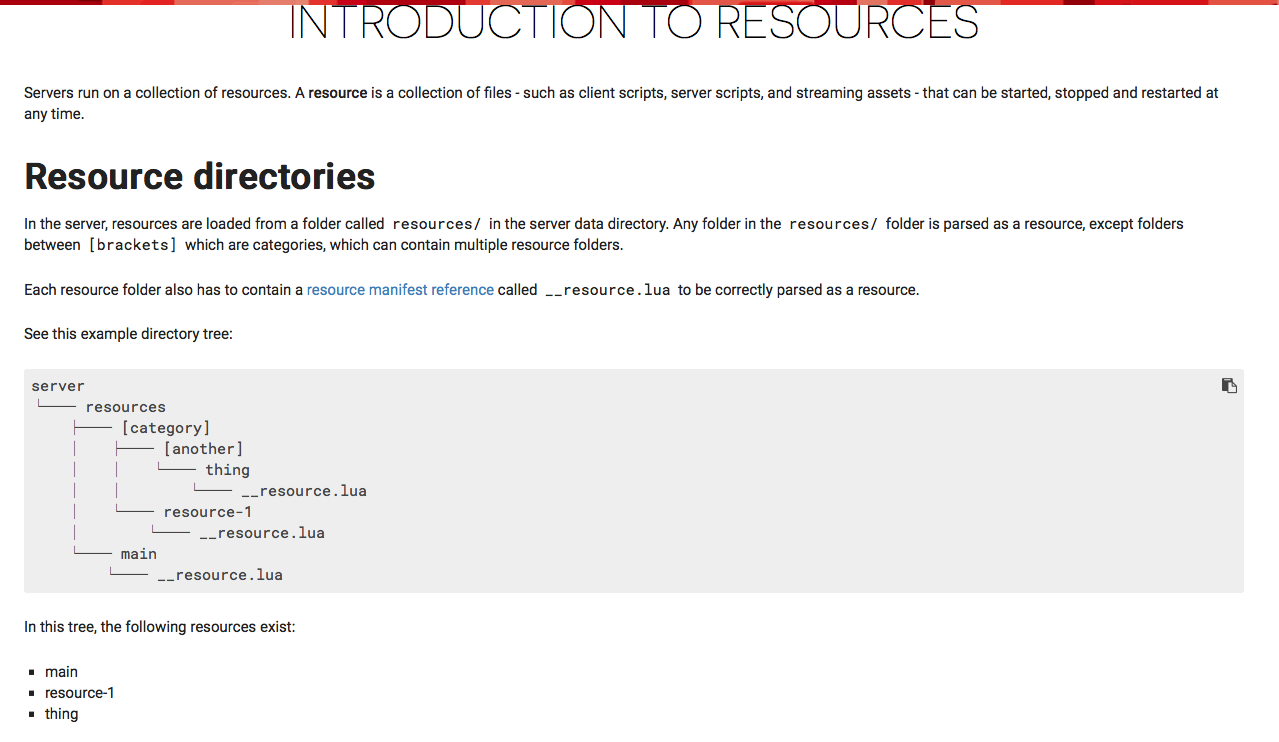 INTRODUCTION TO RESOURCES
Servers run on a collection of resources. A resource is a collection of files - such as client scripts, server scripts, and streaming assets - that can be started, stopped and restarted at
any time.
Resource directories
In the server, resources are loaded from a folder called resources/ in the server data directory. Any folder in the resources/ folder is parsed as a resource, except folders
between [brackets] which are categories, which can contain multiple resource folders.
Each resource folder also has to contain a resource manifest reference called __resource.lua to be correctly parsed as a resource.
See this example directory tree:
server
└── resources
├── [category]
│ ├── [another]
│ │ └── thing
│ │ └── __resource.lua
│ └── resource-1
│ └── __resource.lua
└── main
└── __resource.lua
In this tree, the following resources exist:
▪ main
▪ resource-1
▪ thing